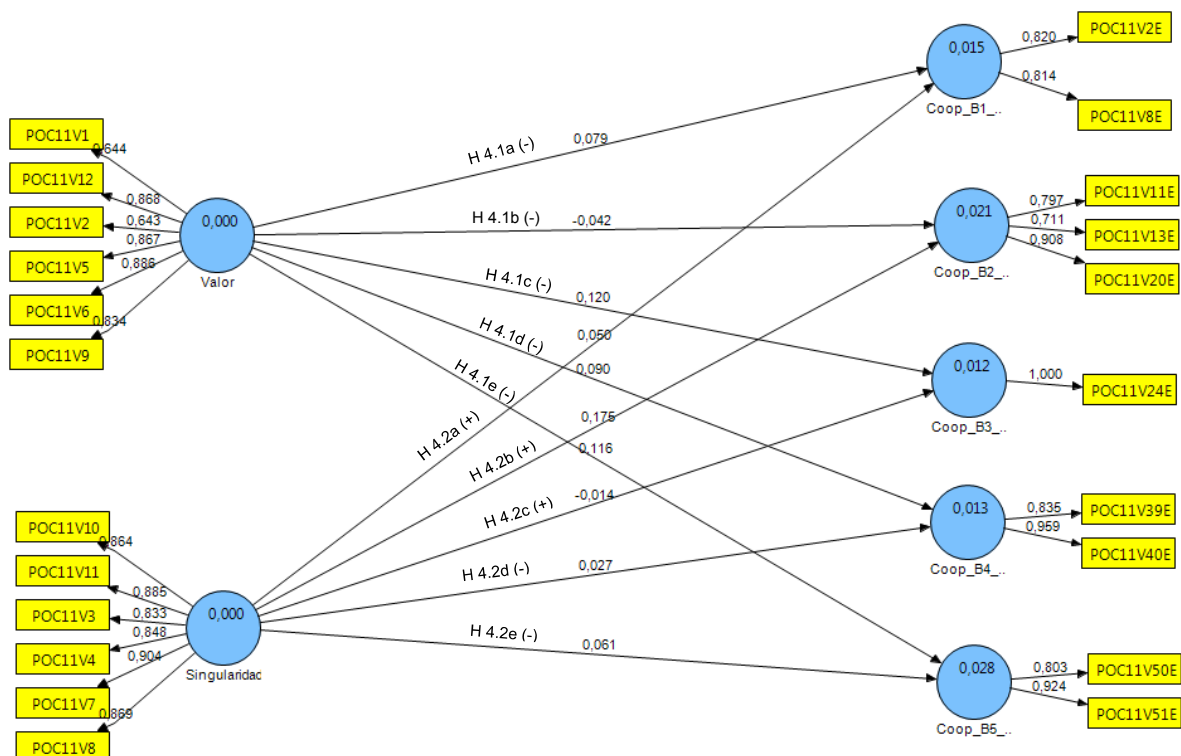 POC11V1
0,644
POC11V12
0,868
POC11V2
0,643
POC11V5
0,867
POC11V6
0,886
POC11V9
0,834
0,000
Valor
POC11V10
0,864
POC11V11
0,885
POC11V3
0,833
POC11V4
0,848
POC11V7
0,904
POC11V8
0,869
0,000
Singularidad
H 4.1a (-)
0,079
H 4.1b (-)
-0,042
H 4.1c (-)
0,120
H 4.1d (-)
0,090
H 4.1e (-)
0,116
H 4.2a (+)
0,050
H 4.2b (+)
0,175
H 4.2c (+)
-0,014
H 4.2d (-)
0,027
H 4.2e (-)
0,061
0,015
Coop_B1_..
0,820
POC11V2E
0,814
POC11V8E
0,021
Coop_B2_..
0,797
POC11V11E
0,711
POC11V13E
0,908
POC11V20E
0,012
Coop_B3_..
1,000
POC11V24E
0,013
Coop_B4_..
0,835
POC11V39E
0,959
POC11V40E
0,028
Coop_B5_..
0,803
POC11V50E
0,924
POC11V51E